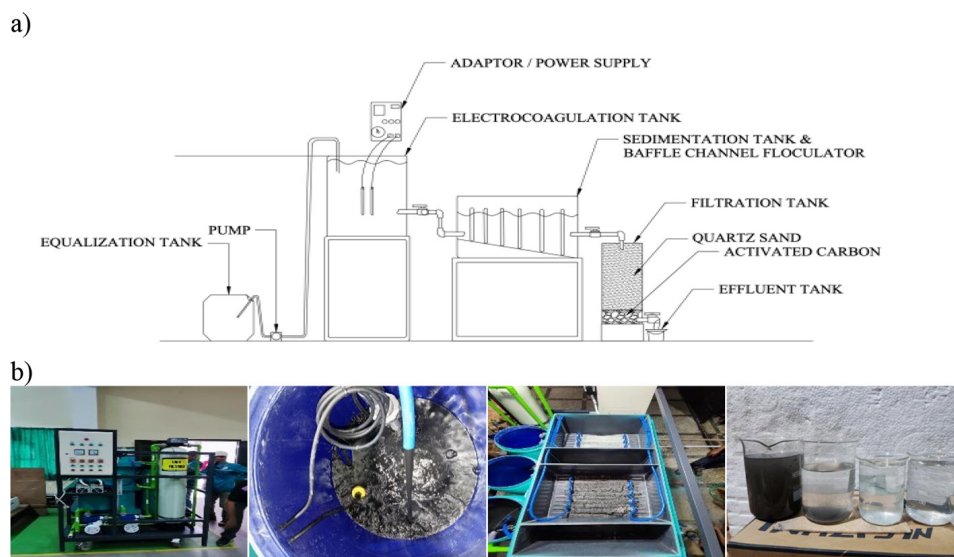 a)
ADAPTOR / POWER SUPPLY
ELECTROCOAGULATION TANK
SEDIMENTATION TANK &
BAFFLE CHANNEL FLOCULATOR
FILTRATION TANK
PUMP
EQUALIZATION TANK
QUARTZ SAND
ACTIVATED CARBON
EFFLUENT TANK
b)